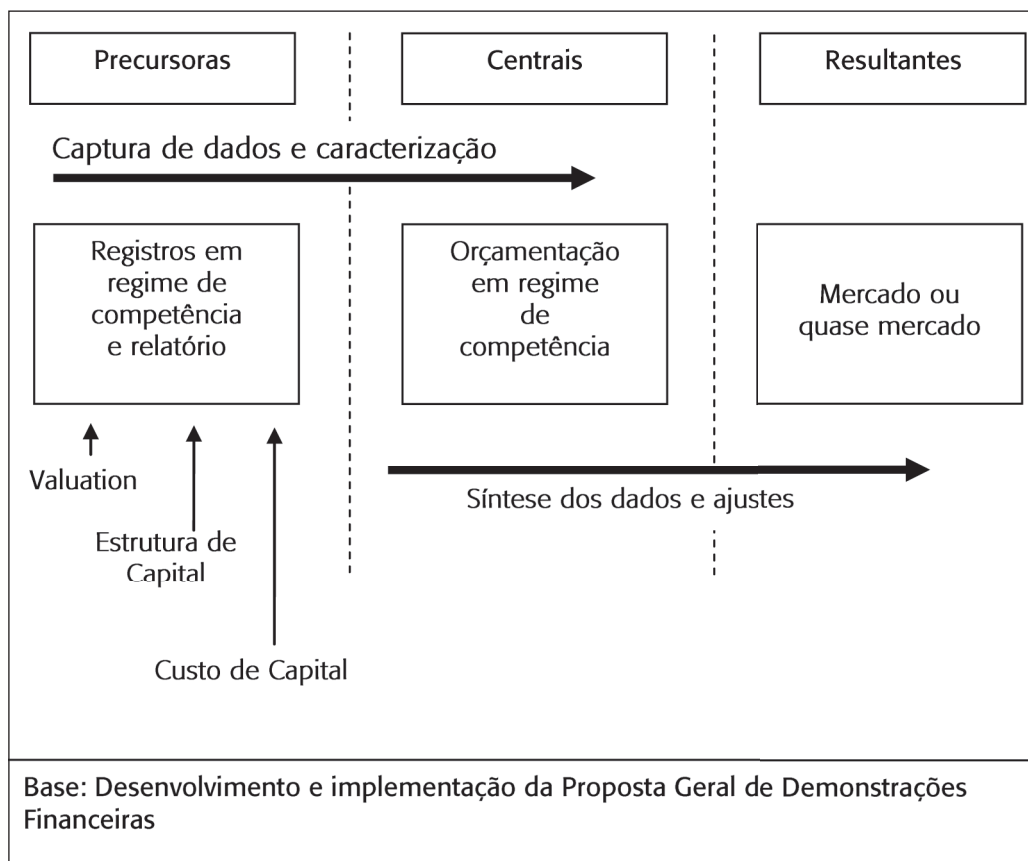 Precursoras
Centrais
Resultantes
Captura de dados e caracterização
Registros em
regime de
competência
e relatório
Orçamentação
em regime
de
competência
Mercado ou
quase mercado
Valuation
Síntese dos dados e ajustes
Estrutura de
Capital
Custo de Capital
Base: Desenvolvimento e implementação da Proposta Geral de Demonstrações
Financeiras